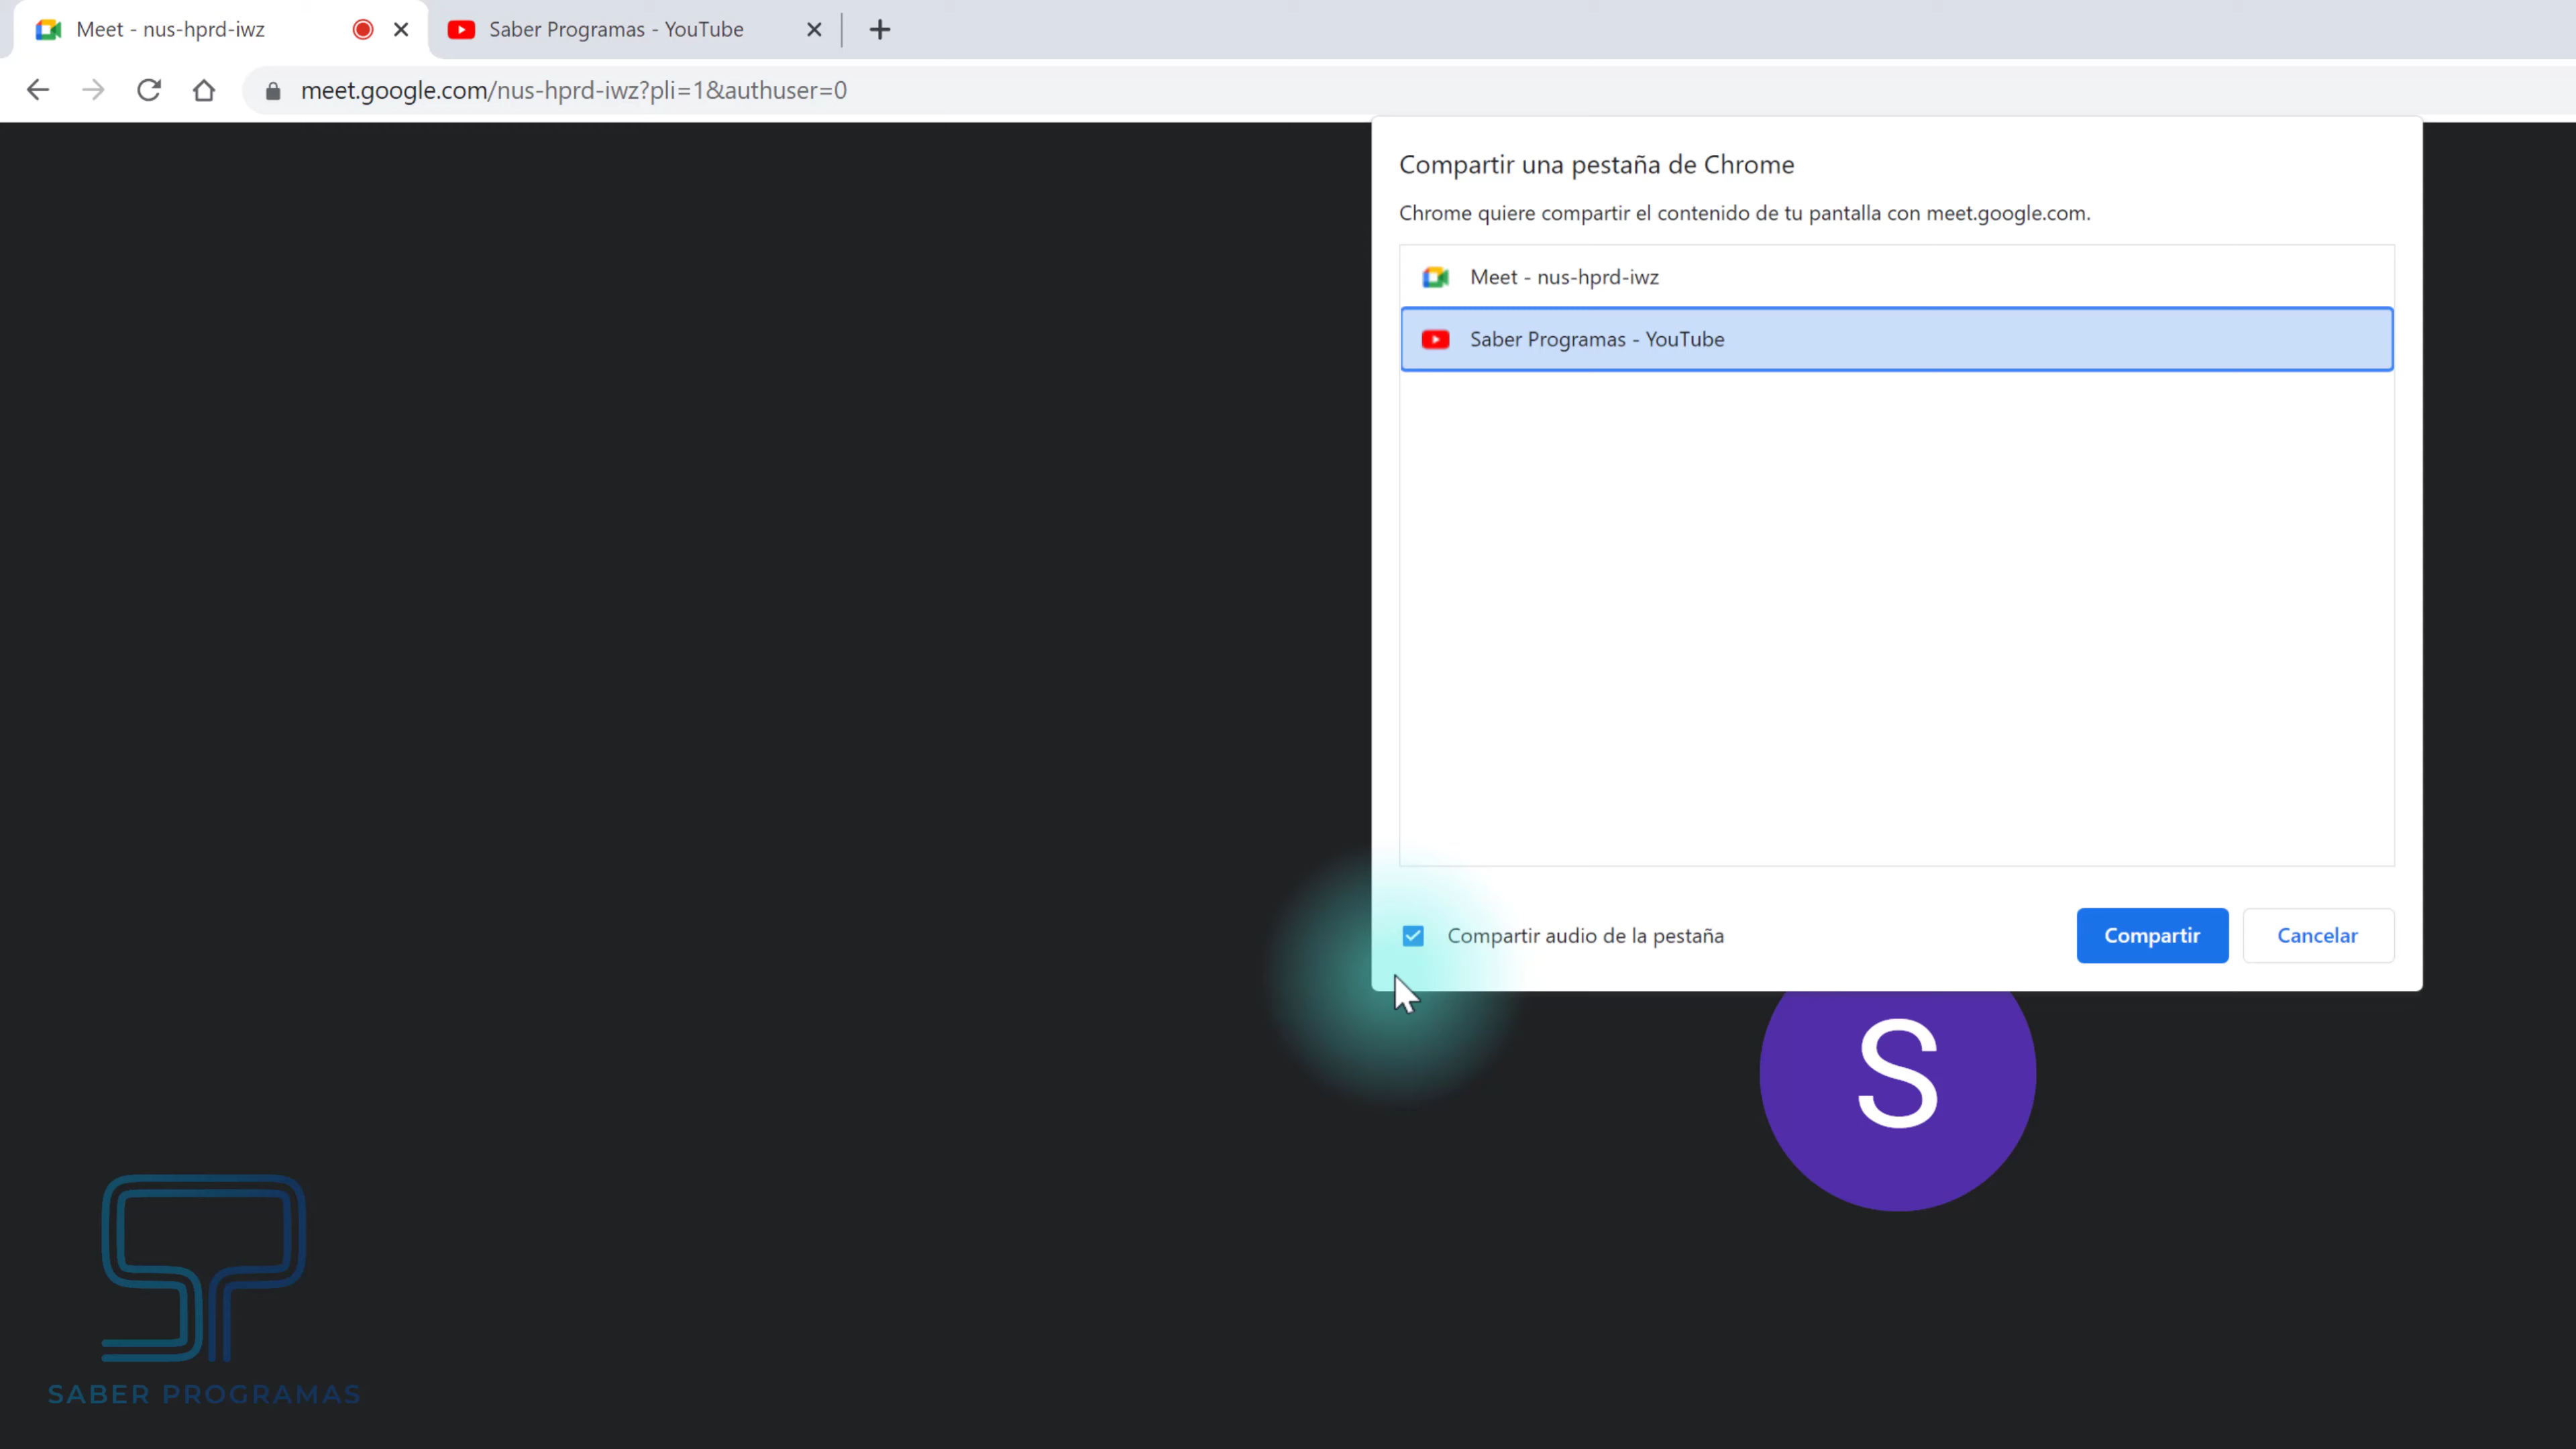 Meet - nus-hprd-iwz
Saber Programas - YouTube
meet.google.com/nus-hprd-iwz?pli=1&authuser=0
Compartir una pestaña de Chrome
Chrome quiere compartir el contenido de tu pantalla con meet.google.com.
Meet - nus-hprd-iwz
Saber Programas - YouTube
Compartir audio de la pestaña
Compartir
Cancelar
S
SP
SABER PROGRAMAS